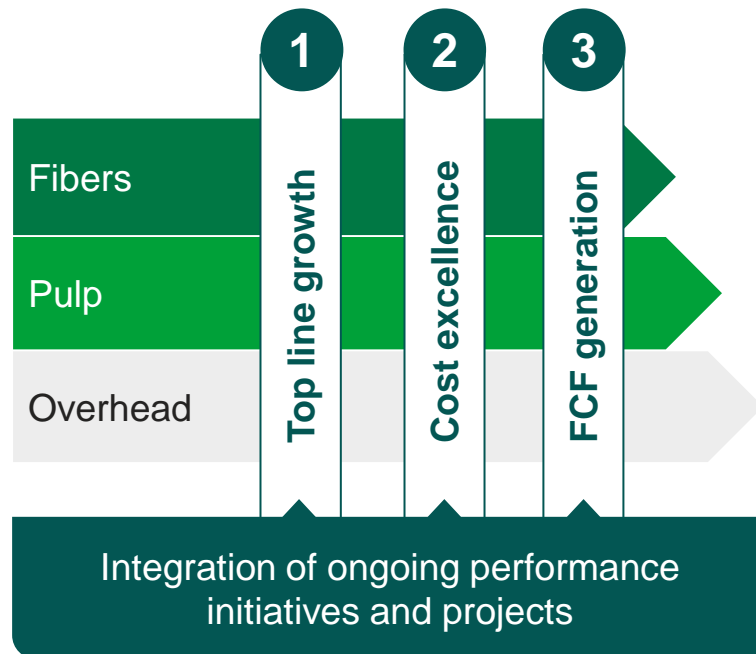 1
2
3
Fibers
Pulp
Overhead
Top line growth
Cost excellence
FCF generation
Integration of ongoing performance
initiatives and projects